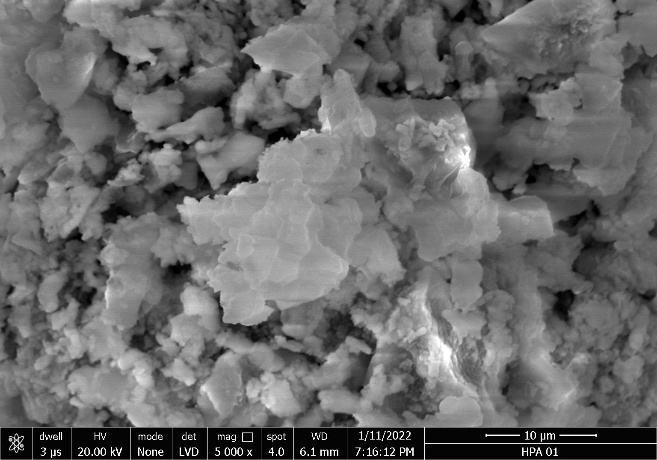 dwell HV mode det mag □ spot WD 1/11/2022 10 µm
3 µs 20.00 kV None LVD 5 000 x 4.0 6.1 mm 7:16:12 PM HPA 01